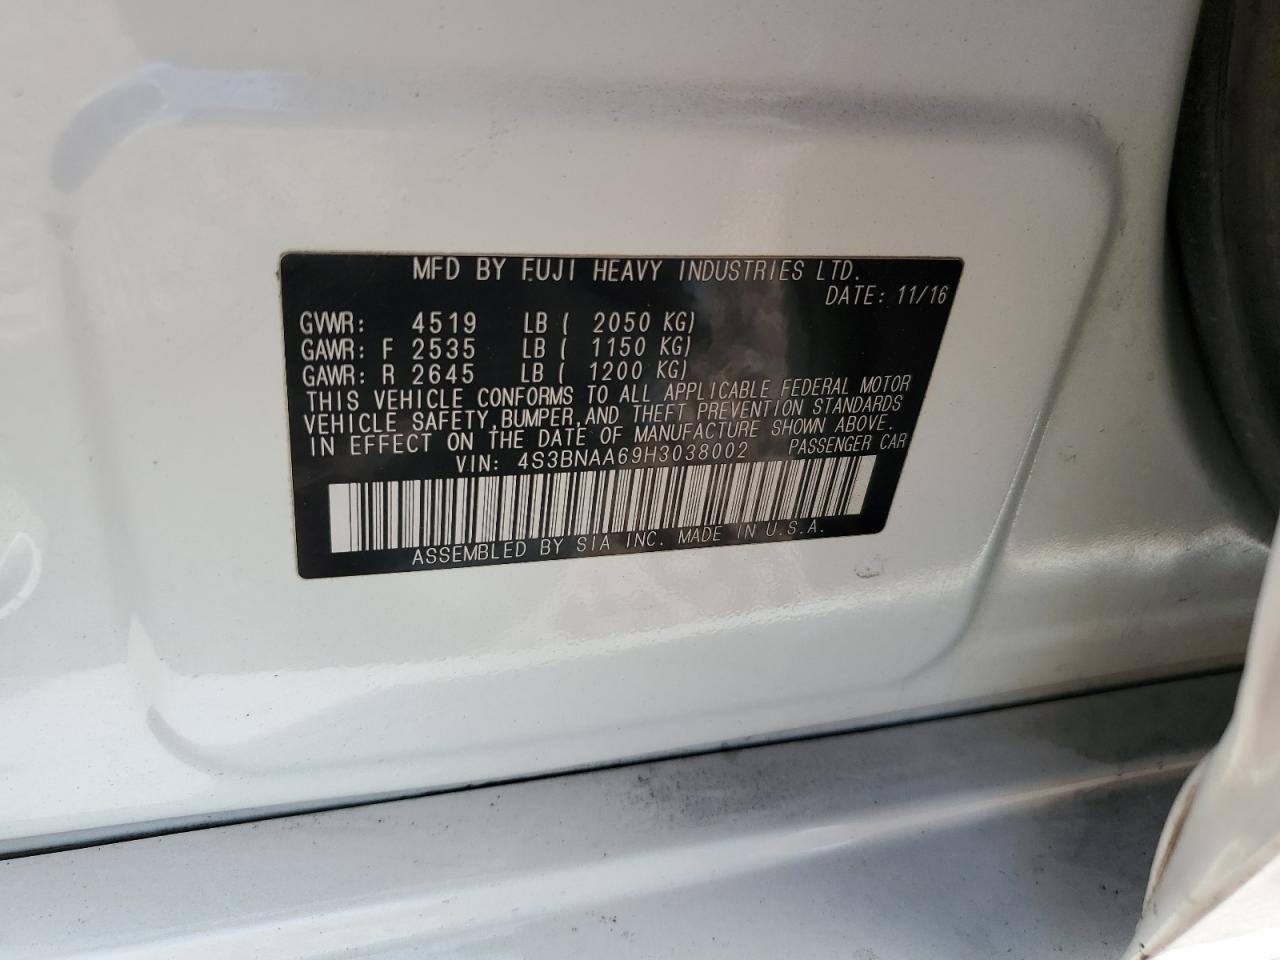 MFD BY FUJI HEAVY INDUSTRIES LTD.
DATE: 11/16
GVWR: 4519 LB ( 2050 KG)
GAWR: F 2535 LB ( 1150 KG)
GAWR: R 2645 LB ( 1200 KG)
THIS VEHICLE CONFORMS TO ALL APPLICABLE FEDERAL MOTOR
VEHICLE SAFETY,BUMPER,AND THEFT PREVENTION STANDARDS
IN EFFECT ON THE DATE OF MANUFACTURE SHOWN ABOVE.
VIN: 4S3BNAA69H3038002 PASSENGER CAR
ASSEMBLED BY SIA INC. MADE IN U.S.A.